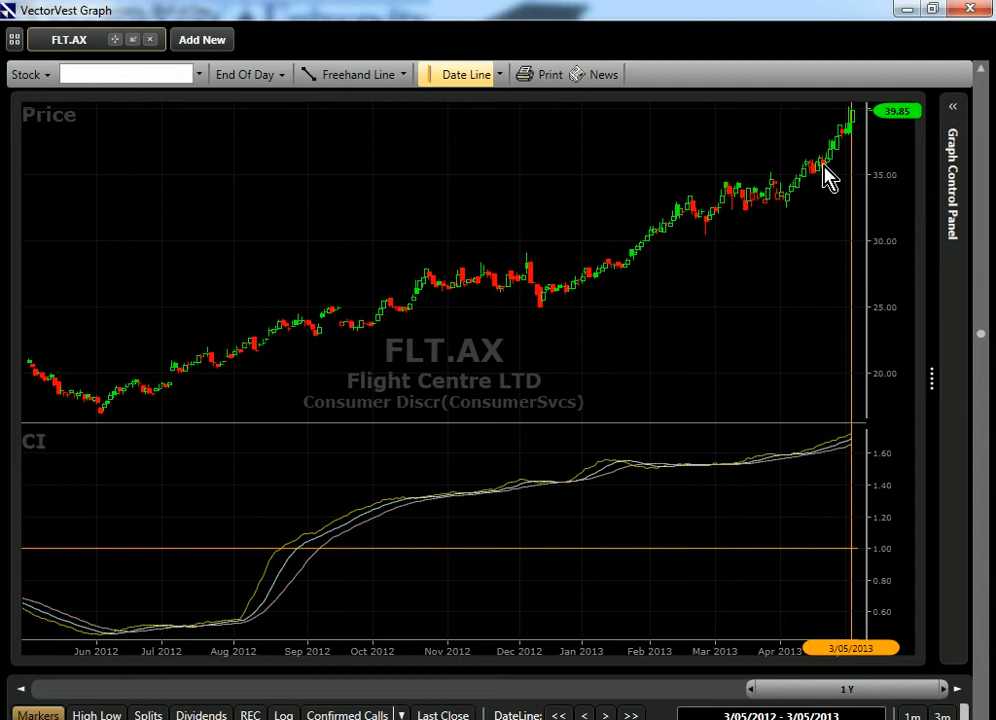 VectorVest Graph
FLT.AX Add New
Stock End Of Day Freehand Line Date Line Print News
Price
39.85
35.00
30.00
25.00
20.00
FLT.AX
Flight Centre LTD
Consumer Discr(ConsumerSvcs)
Graph Control Panel
CI
1.60
1.40
1.20
1.00
0.80
0.60
Jun 2012 Jul 2012 Aug 2012 Sep 2012 Oct 2012 Nov 2012 Dec 2012 Jan 2013 Feb 2013 Mar 2013 Apr 2013 3/05/2013
1 Y
Markers High Low Splits Dividends REC Log Confirmed Calls Last Close DateLine: << < > >> 3/05/2012 - 3/05/2013 1m 3m